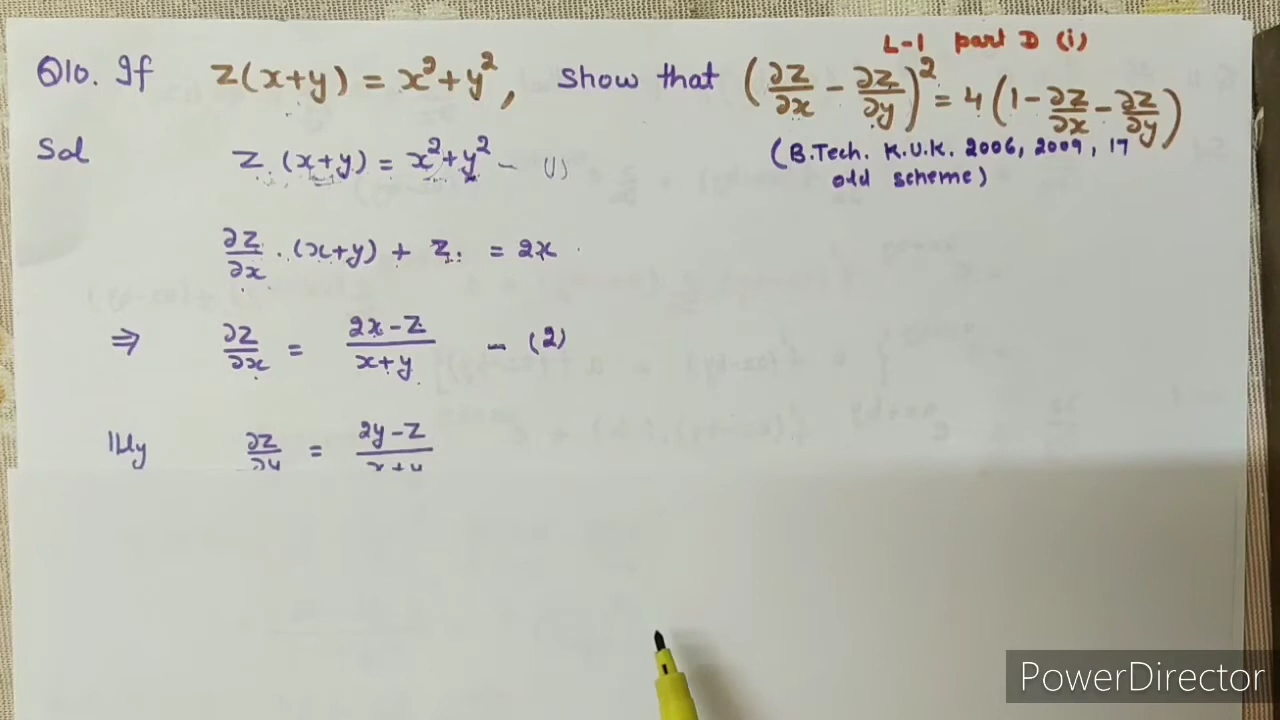 L-1 part D (i)
Q10. If z(x+y) = x²+y², show that (∂z/∂x - ∂z/∂y)² = 4(1 - ∂z/∂x - ∂z/∂y)
(B.Tech. K.U.K. 2006, 2009, 17
old scheme)
Sol z.(x+y) = x²+y² - (1)
∂z/∂x . (x+y) + z. = 2x
⇒ ∂z/∂x = (2x-z)/(x+y) - (2)
|||ly ∂z/∂y = (2y-z)/(x+y)
PowerDirector